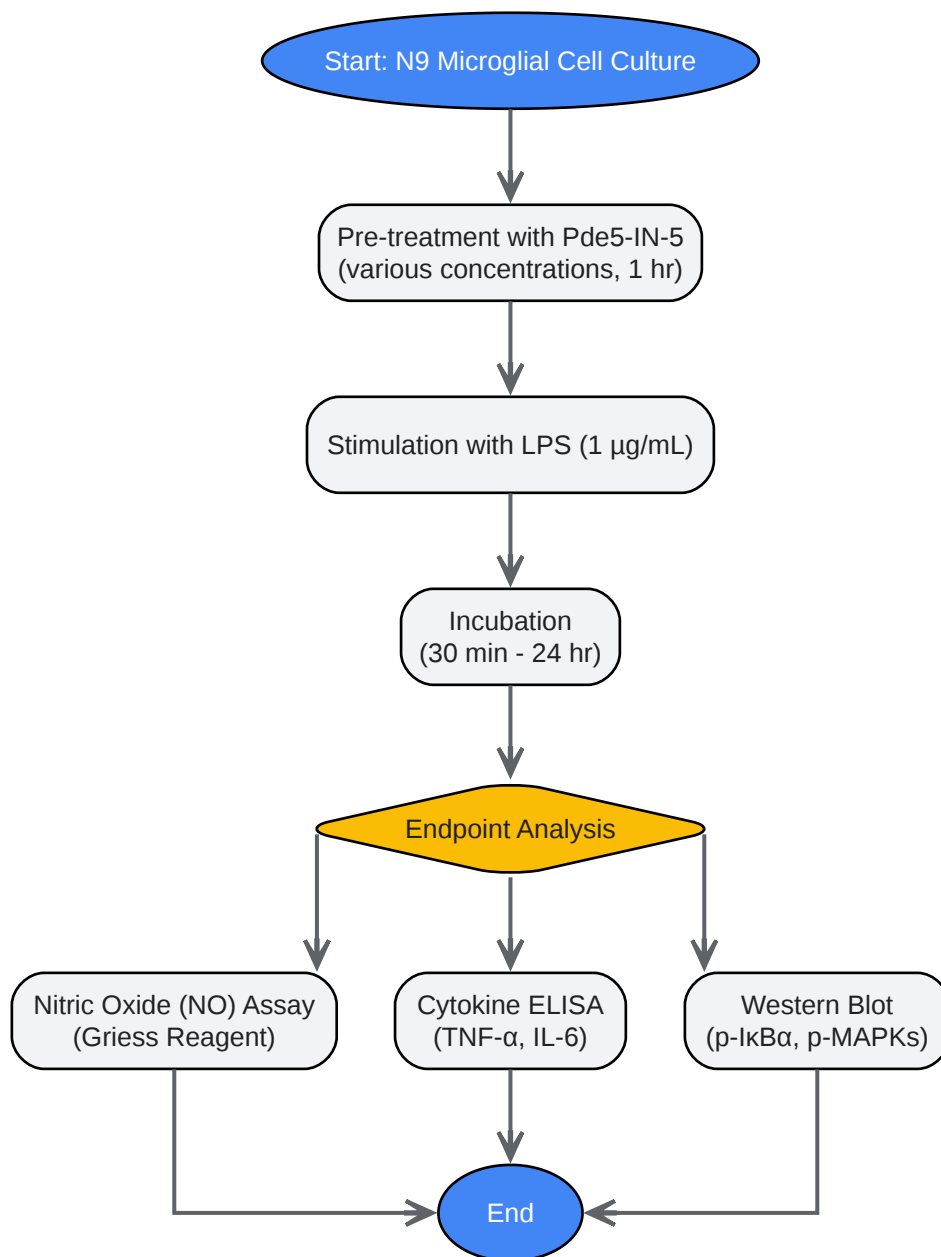 Start: N9 Microglial Cell Culture
Pre-treatment with Pde5-IN-5
(various concentrations, 1 hr)
Stimulation with LPS (1 µg/mL)
Incubation
(30 min - 24 hr)
Endpoint Analysis
Nitric Oxide (NO) Assay
(Griess Reagent)
Cytokine ELISA
(TNF-α, IL-6)
Western Blot
(p-IκBα, p-MAPKs)
End